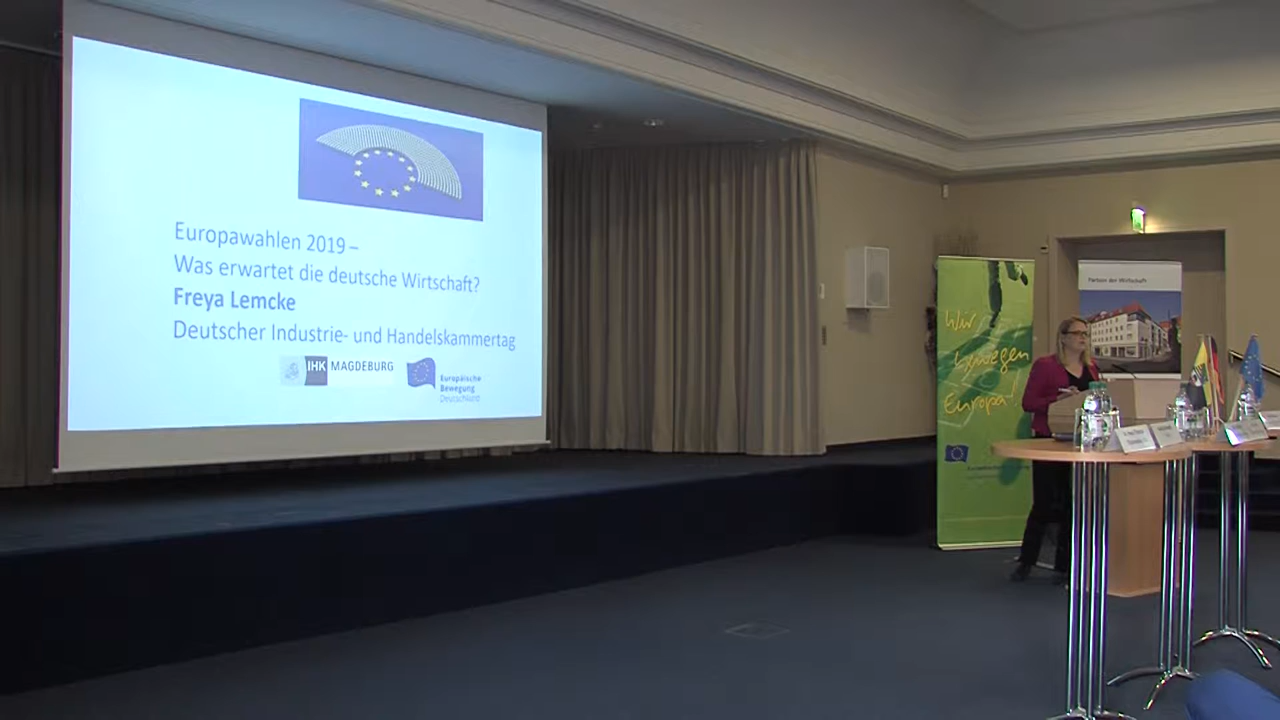 Europawahlen 2019 –
Was erwartet die deutsche Wirtschaft?
Freya Lemcke
Deutscher Industrie- und Handelskammertag
IHK MAGDEBURG
Europäische
Bewegung
Deutschland
Partner der Wirtschaft
Wir
bewegen
Europa!